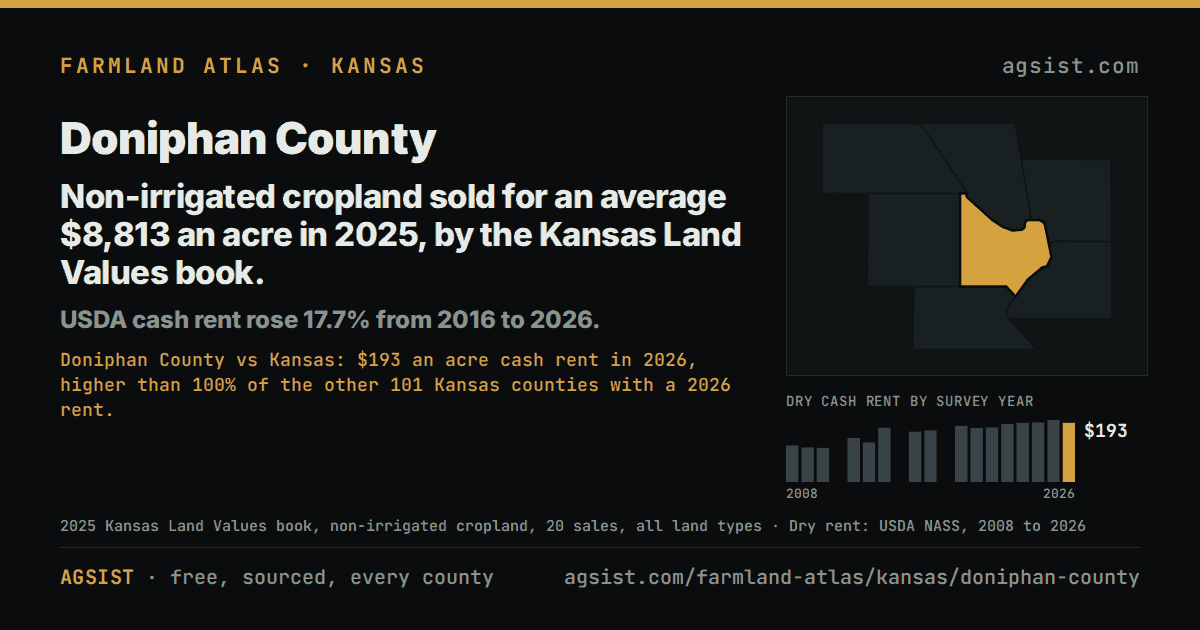 FARMLAND ATLAS · KANSAS
agsist.com
Doniphan County
Non-irrigated cropland sold for an average
$8,813 an acre in 2025, by the Kansas Land
Values book.
USDA cash rent rose 17.7% from 2016 to 2026.
Doniphan County vs Kansas: $193 an acre cash rent in 2026,
higher than 100% of the other 101 Kansas counties with a 2026
rent.
DRY CASH RENT BY SURVEY YEAR
$193
2008
2026
2025 Kansas Land Values book, non-irrigated cropland, 20 sales, all land types · Dry rent: USDA NASS, 2008 to 2026
AGSIST · free, sourced, every county
agsist.com/farmland-atlas/kansas/doniphan-county